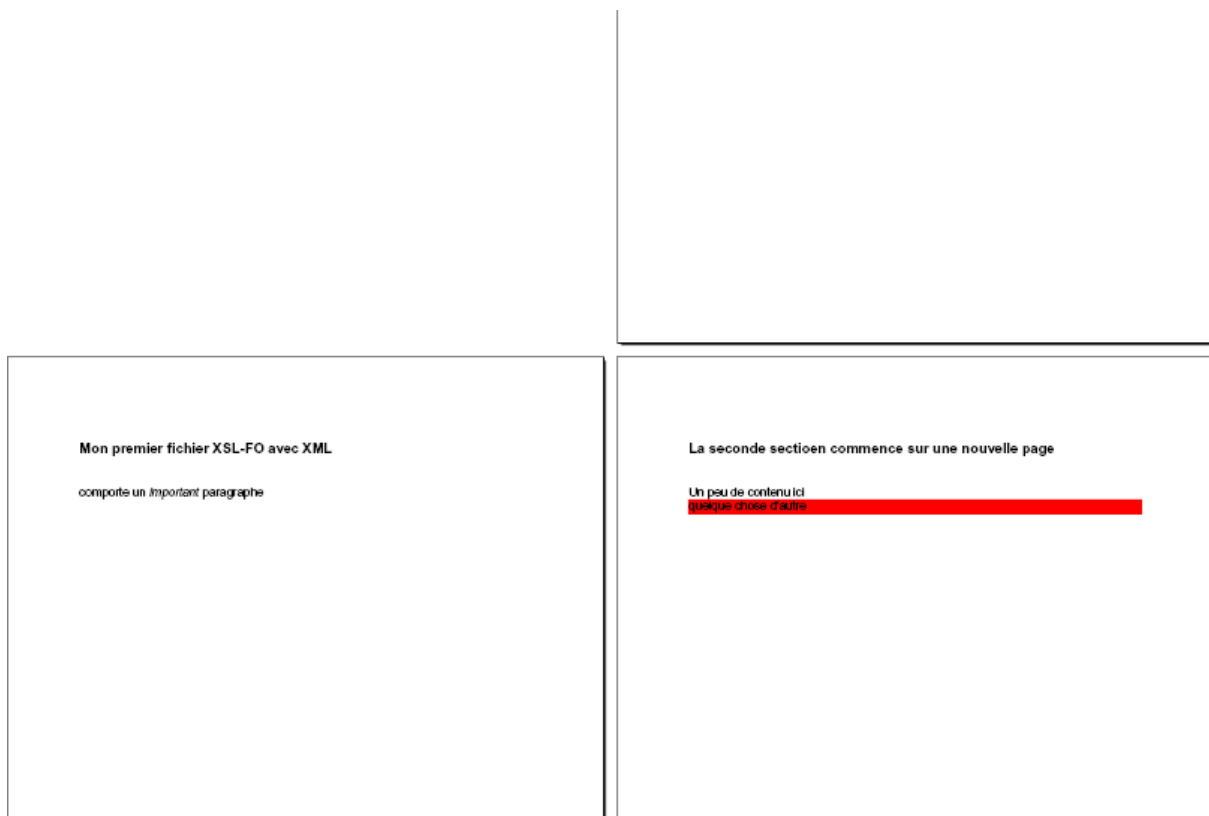 Mon premier fichier XSL-FO avec XML
comporte un important paragraphe
La seconde sectioen commence sur une nouvelle page
Un peu de contenu ici
quelque chose d'autre